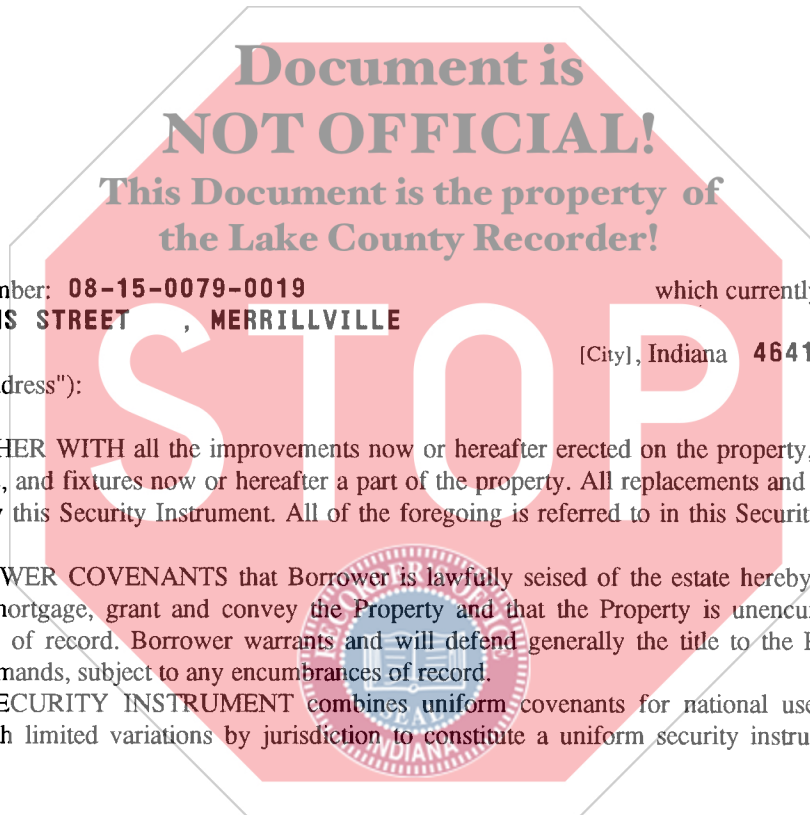 Document is
NOT OFFICIAL!
This Document is the property of
the Lake County Recorder!
nber: 08-15-0079-0019 which currently
IS STREET , MERRILLVILLE
[City], Indiana 4641
dress"):
STOP
HER WITH all the improvements now or hereafter erected on the property,
, and fixtures now or hereafter a part of the property. All replacements and
y this Security Instrument. All of the foregoing is referred to in this Securit
WER COVENANTS that Borrower is lawfully seised of the estate hereby
nortgage, grant and convey the Property and that the Property is unencu
of record. Borrower warrants and will defend generally the title to the
mands, subject to any encumbrances of record.
ECURITY INSTRUMENT combines uniform covenants for national use
h limited variations by jurisdiction to constitute a uniform security instru
SEAL
INDIANA